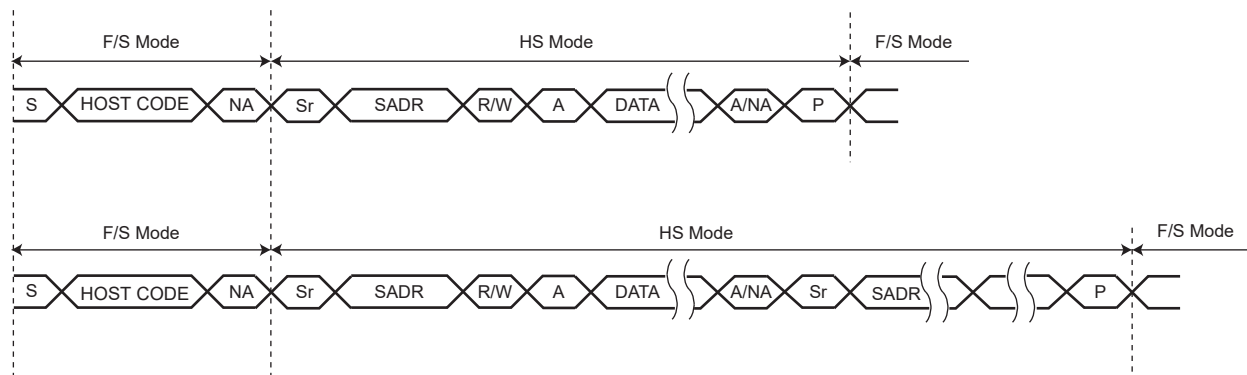 F/S Mode HS Mode F/S Mode
S HOST CODE NA Sr SADR R/W A DATA A/NA P
F/S Mode HS Mode F/S Mode
S HOST CODE NA Sr SADR R/W A DATA A/NA Sr SADR P